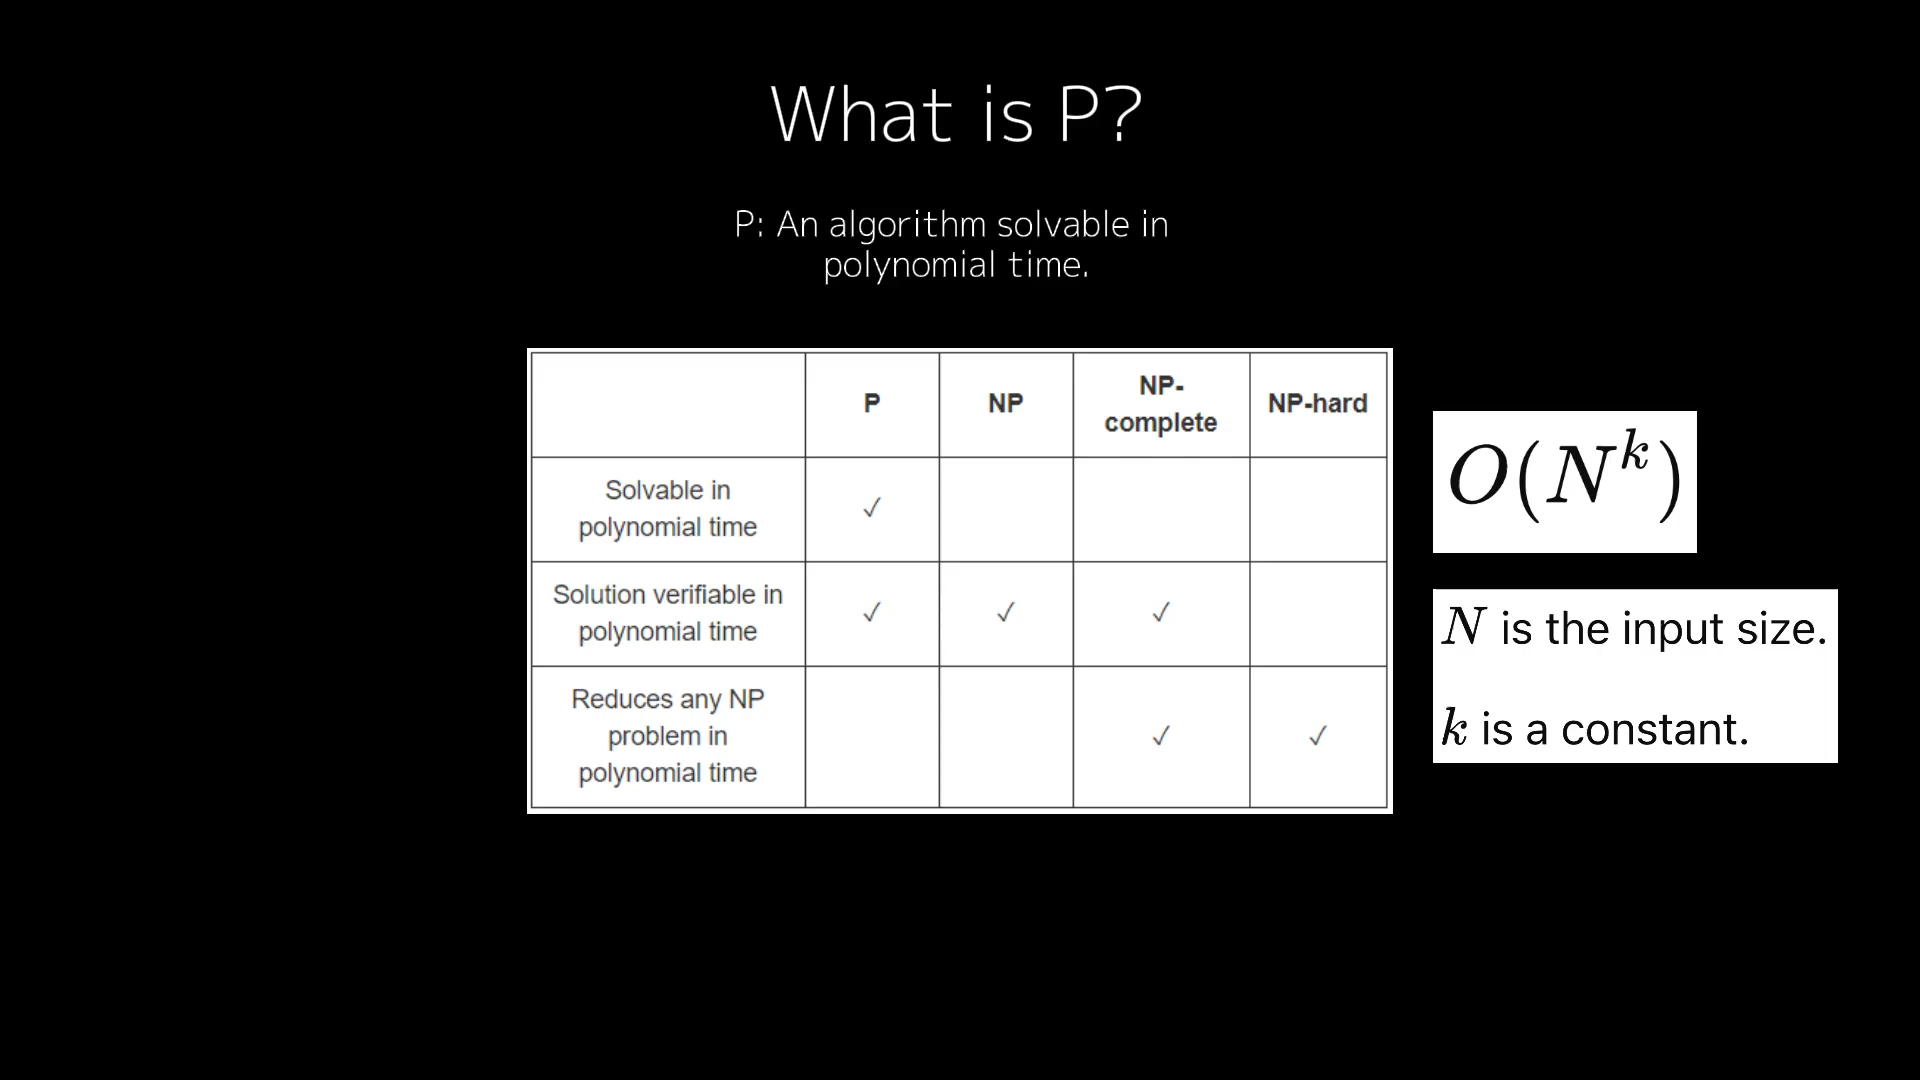 What is P?
P: An algorithm solvable in
polynomial time.
P
NP
NP-
complete
NP-hard
Solvable in
polynomial time
✓
Solution verifiable in
polynomial time
✓
✓
✓
Reduces any NP
problem in
polynomial time
✓
✓
O(N^k)
N is the input size.
k is a constant.